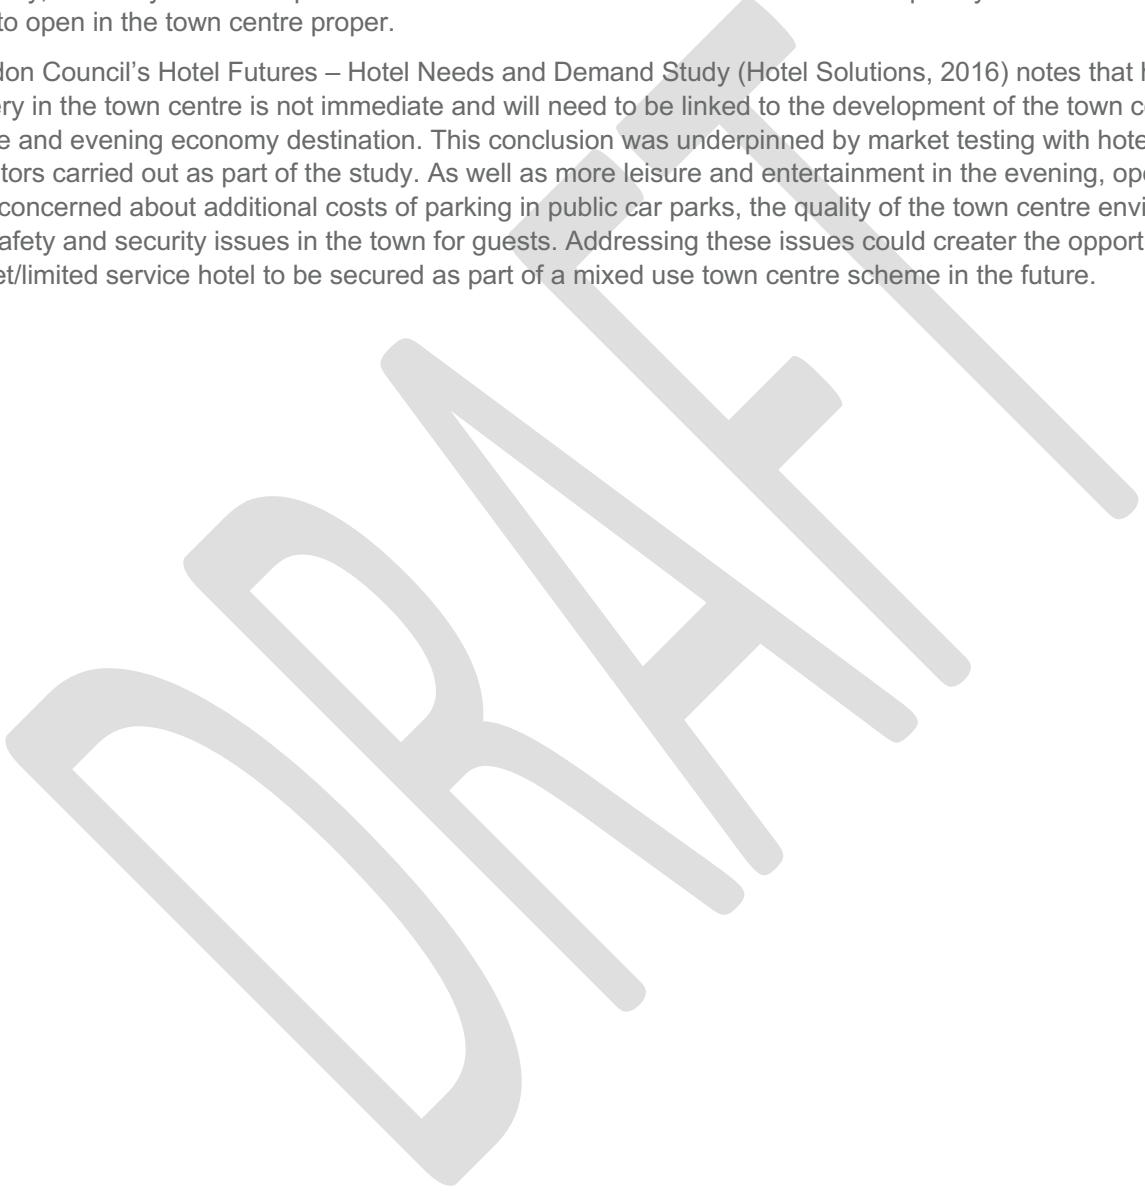 to open in the town centre proper.
don Council’s Hotel Futures – Hotel Needs and Demand Study (Hotel Solutions, 2016) notes that h
ery in the town centre is not immediate and will need to be linked to the development of the town c
e and evening economy destination. This conclusion was underpinned by market testing with hote
tors carried out as part of the study. As well as more leisure and entertainment in the evening, ope
concerned about additional costs of parking in public car parks, the quality of the town centre envi
afety and security issues in the town for guests. Addressing these issues could creater the opport
et/limited service hotel to be secured as part of a mixed use town centre scheme in the future.
DRAFT